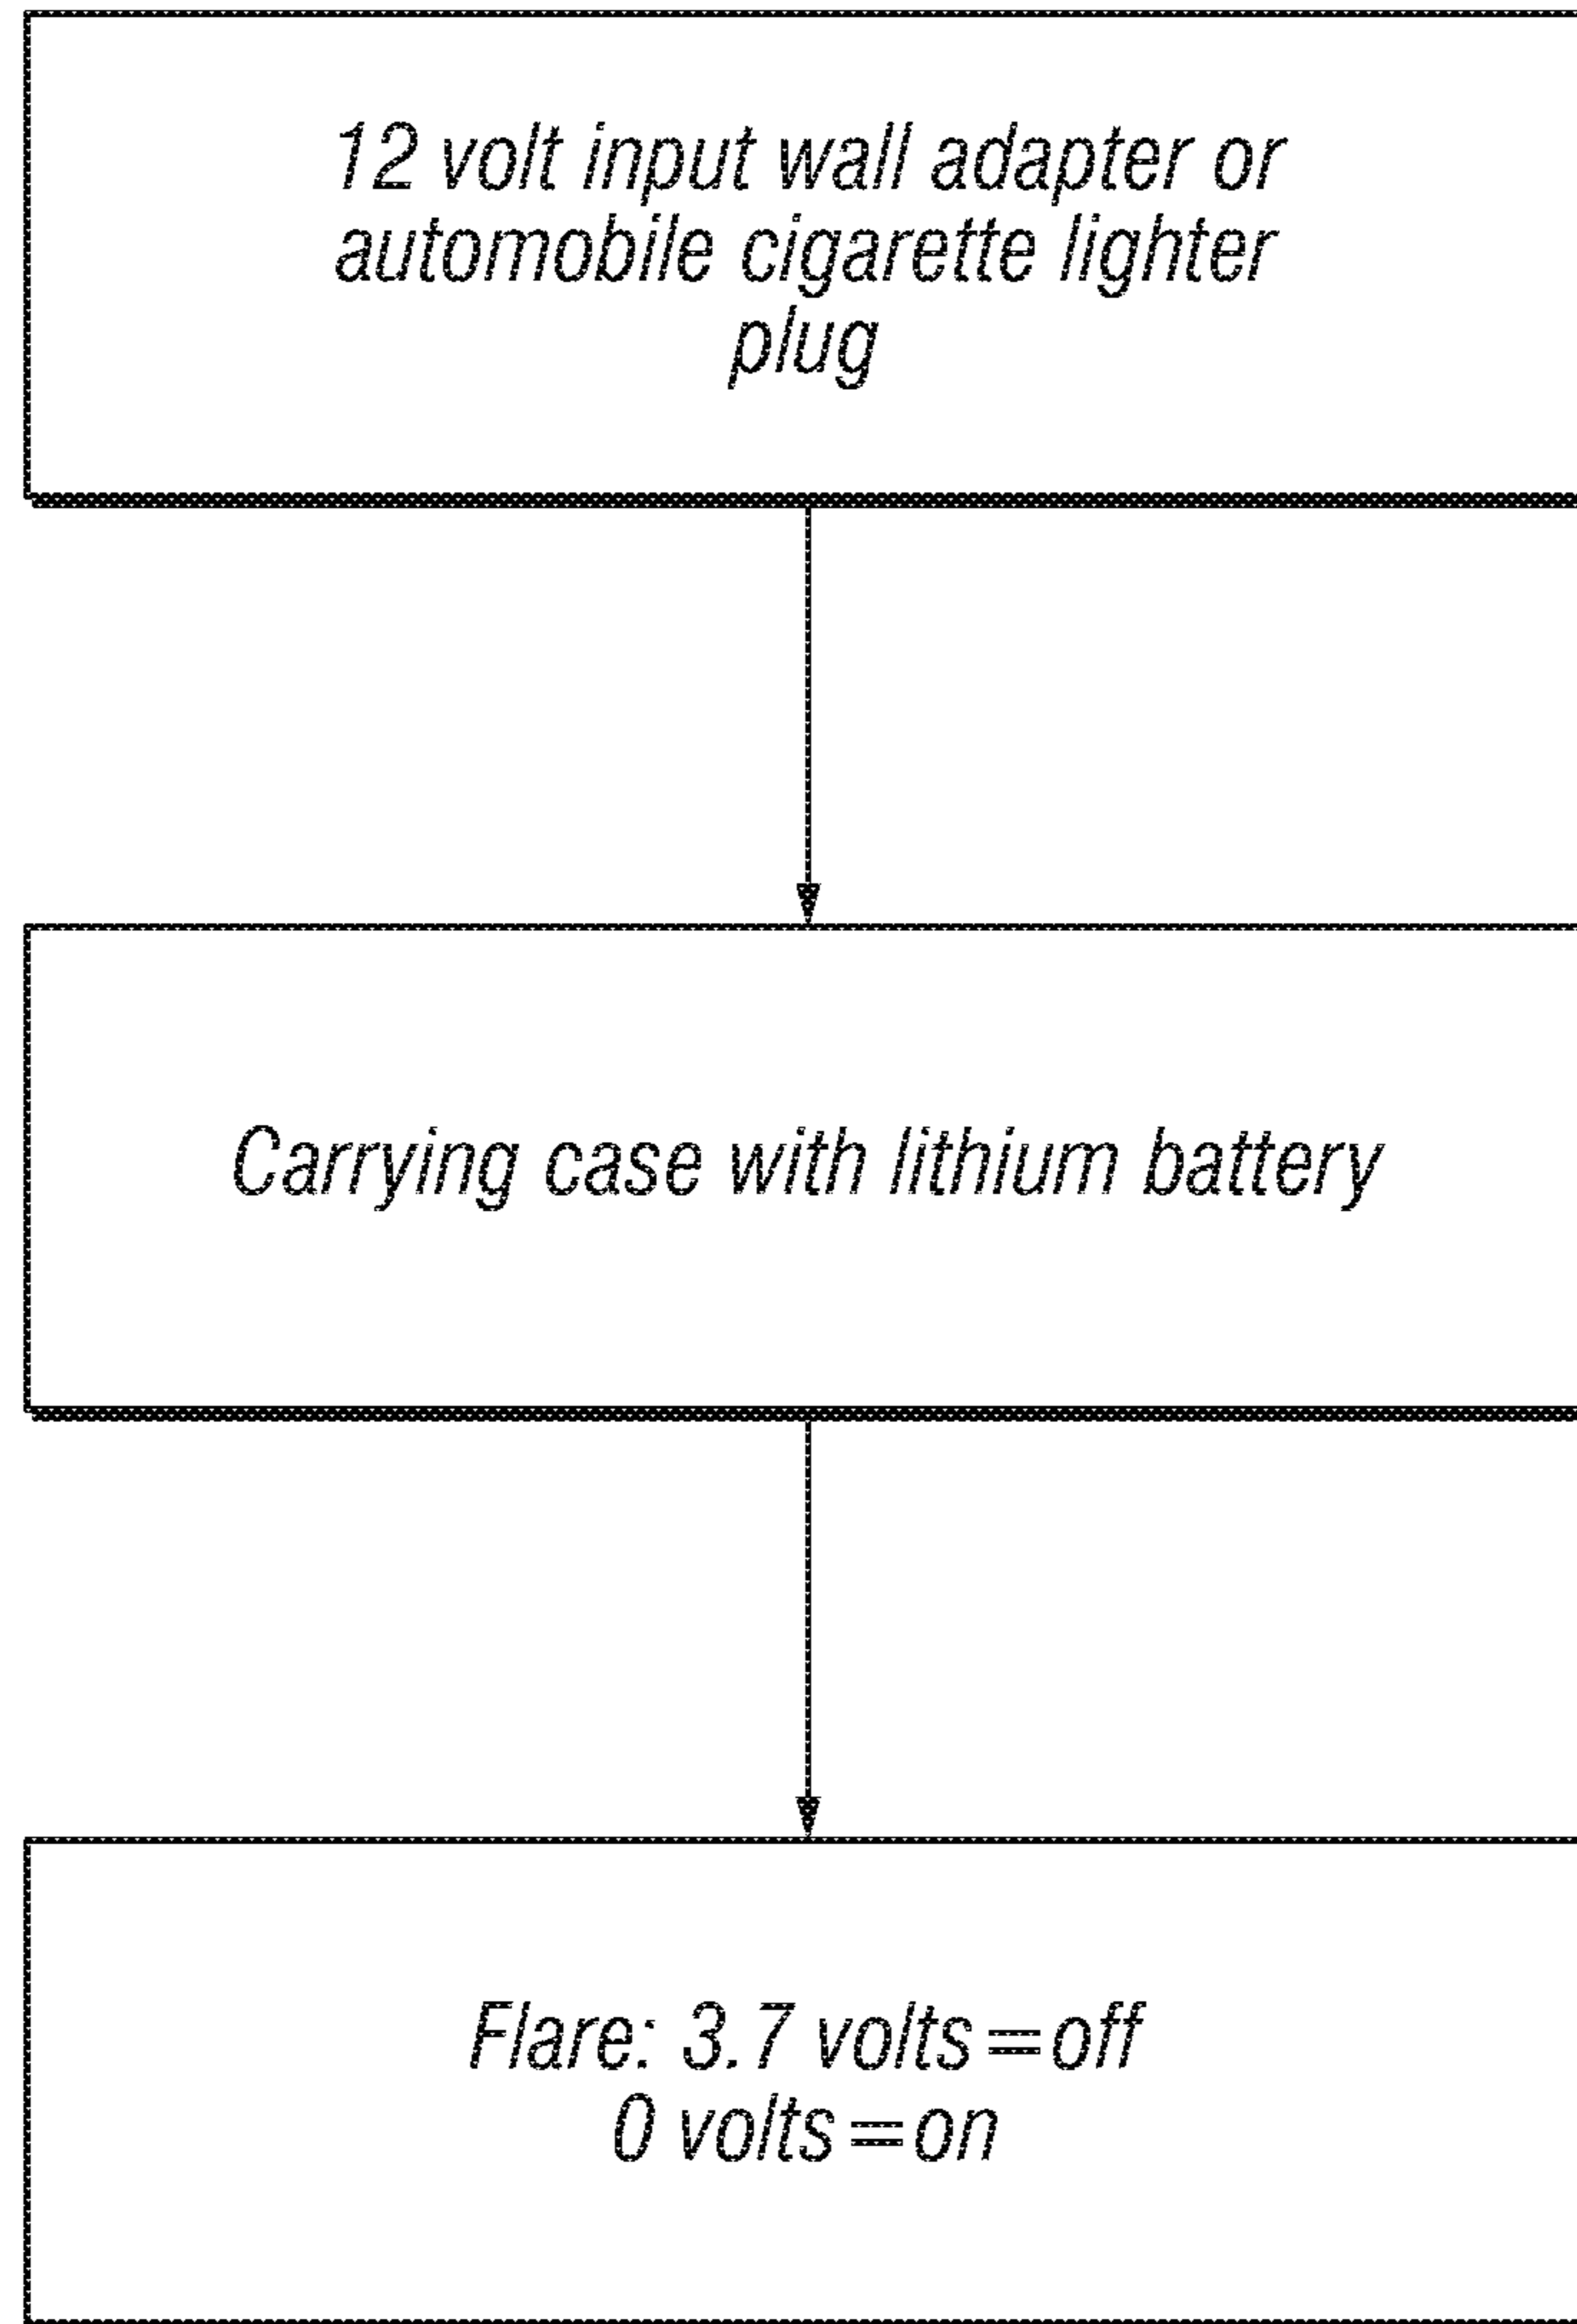 12 volt input wall adapter or
automobile cigarette lighter
plug
Carrying case with lithium battery
Flare: 3.7 volts=off
0 volts=on